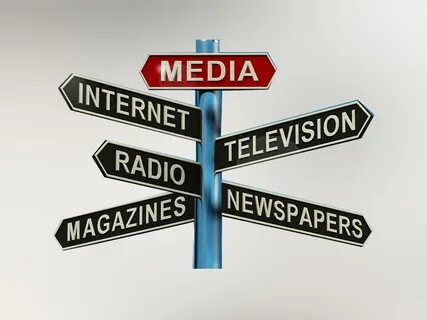 MEDIA
INTERNET
TELEVISION
RADIO
MAGAZINES
NEWSPAPERS